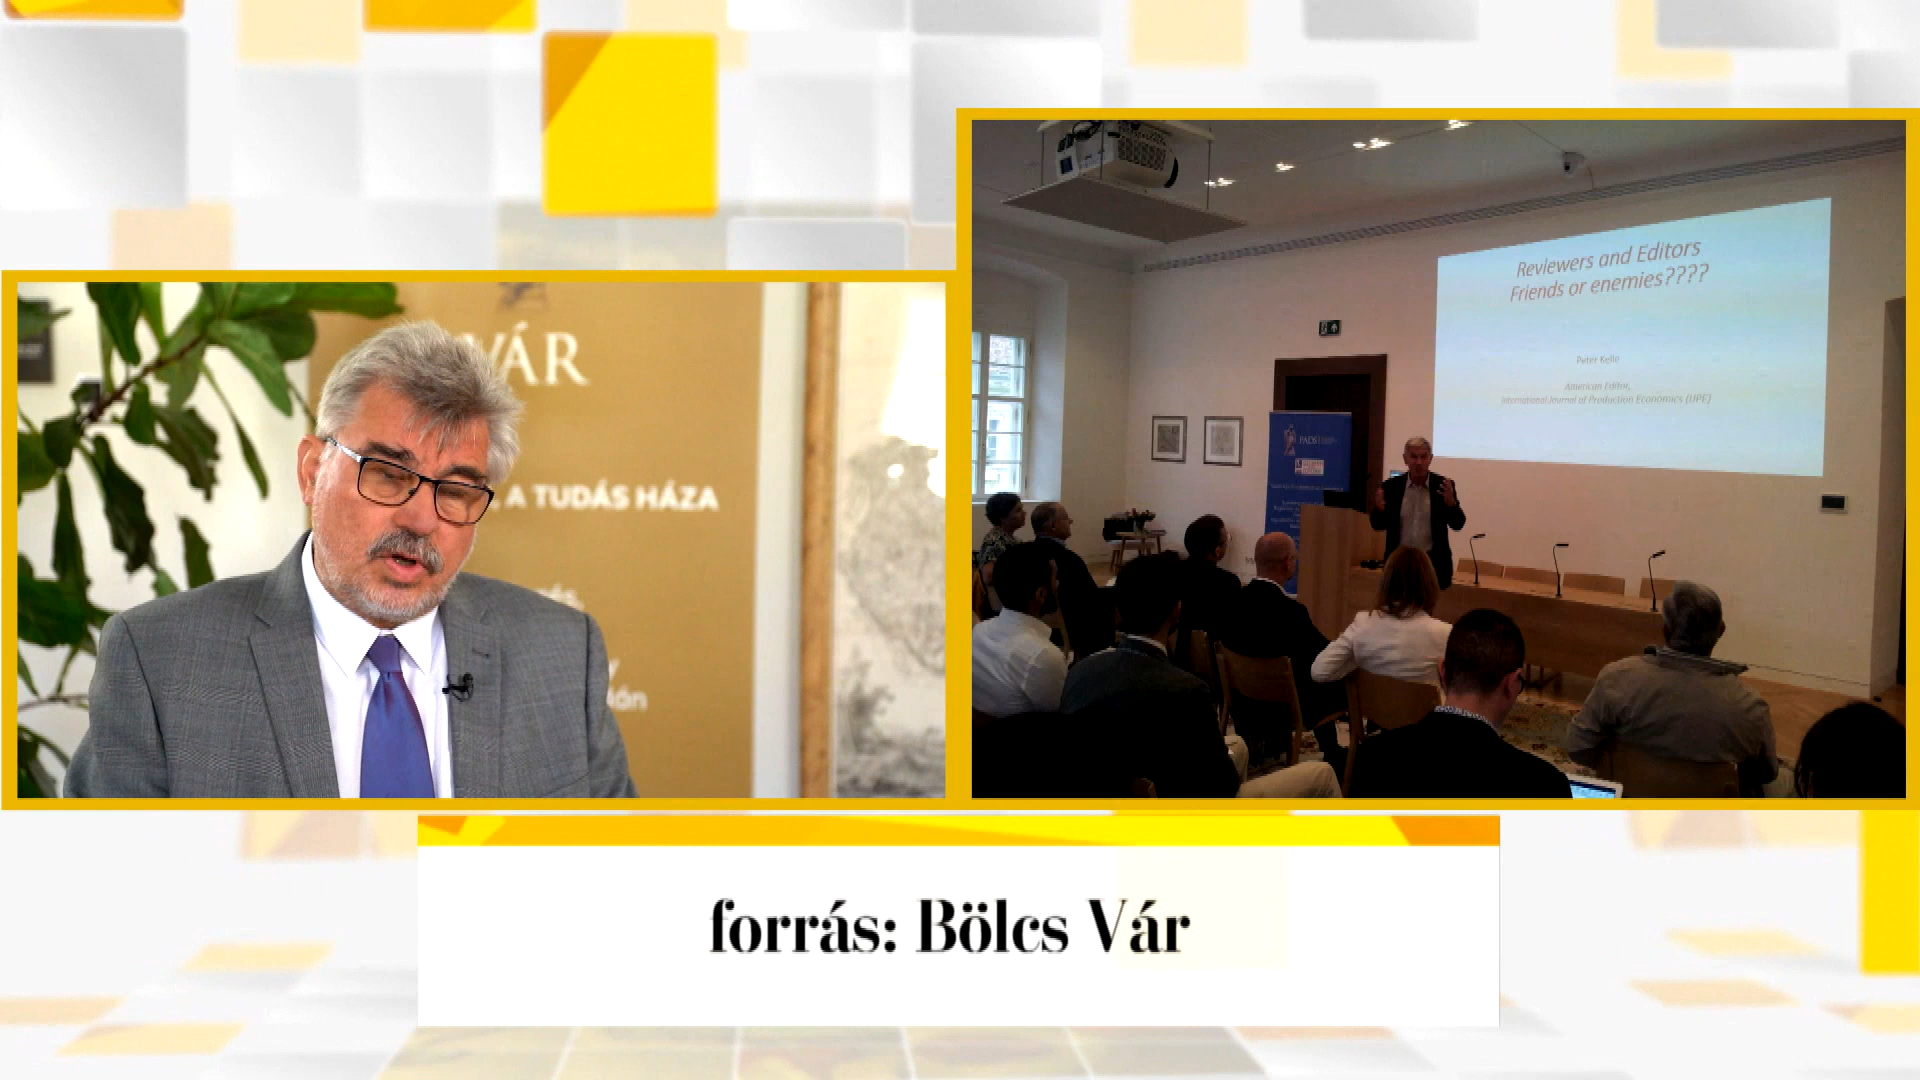 VÁR
, A TUDÁS HÁZA
Reviewers and Editors
Friends or enemies????
Peter Kelle
American Editor,
International Journal of Production Economics (IJPE)
forrás: Bölcs Vár